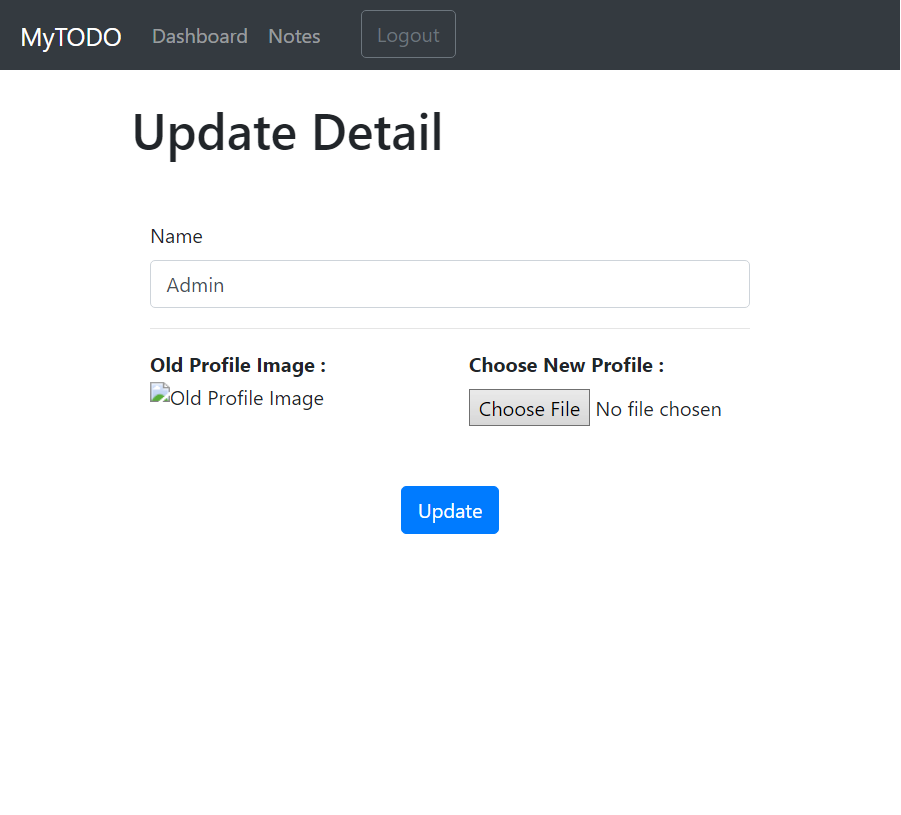 MyTODO Dashboard Notes Logout
Update Detail
Name
Admin
Old Profile Image : Choose New Profile :
Old Profile Image Choose File No file chosen
Update